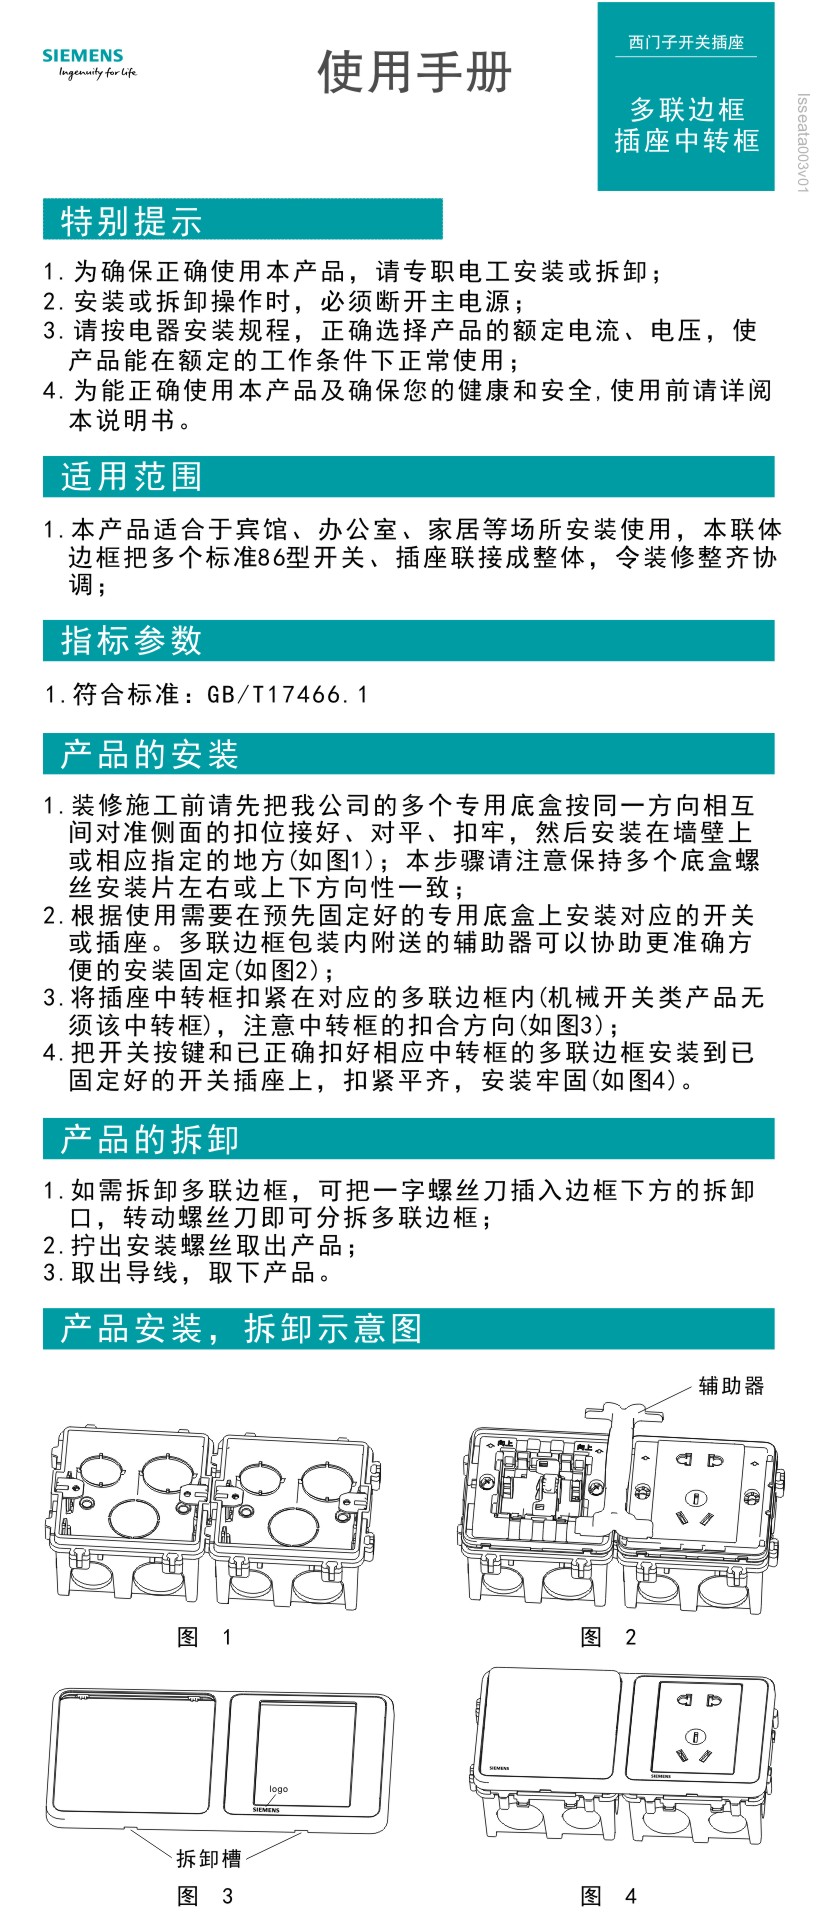 SIEMENS
Ingenuity for life
使用手册
西门子开关插座
多联边框
插座中转框
lsseata003v01
特别提示
1.为确保正确使用本产品，请专职电工安装或拆卸；
2.安装或拆卸操作时，必须断开主电源；
3.请按电器安装规程，正确选择产品的额定电流、电压，使
产品能在额定的工作条件下正常使用；
4.为能正确使用本产品及确保您的健康和安全,使用前请详阅
本说明书。
适用范围
1.本产品适合于宾馆、办公室、家居等场所安装使用，本联体
边框把多个标准86型开关、插座联接成整体，令装修整齐协
调；
指标参数
1.符合标准：GB/T17466.1
产品的安装
1.装修施工前请先把我公司的多个专用底盒按同一方向相互
间对准侧面的扣位接好、对平、扣牢，然后安装在墙壁上
或相应指定的地方(如图1)；本步骤请注意保持多个底盒螺
丝安装片左右或上下方向性一致；
2.根据使用需要在预先固定好的专用底盒上安装对应的开关
或插座。多联边框包装内附送的辅助器可以协助更准确方
便的安装固定(如图2)；
3.将插座中转框扣紧在对应的多联边框内(机械开关类产品无
须该中转框)，注意中转框的扣合方向(如图3)；
4.把开关按键和已正确扣好相应中转框的多联边框安装到已
固定好的开关插座上，扣紧平齐，安装牢固(如图4)。
产品的拆卸
1.如需拆卸多联边框，可把一字螺丝刀插入边框下方的拆卸
口，转动螺丝刀即可分拆多联边框；
2.拧出安装螺丝取出产品；
3.取出导线，取下产品。
产品安装，拆卸示意图
辅助器
向上
向上
图 1
图 2
logo
SIEMENS
SIEMENS
SIEMENS
拆卸槽
图 3
图 4